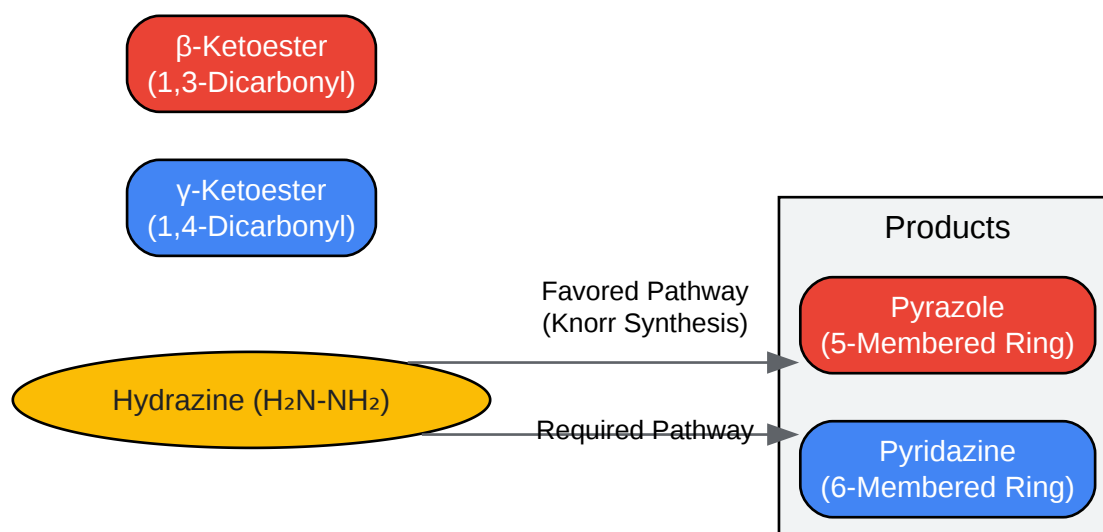 β-Ketoester
(1,3-Dicarbonyl)
γ-Ketoester
(1,4-Dicarbonyl)
Products
Favored Pathway
(Knorr Synthesis)
Pyrazole
(5-Membered Ring)
Hydrazine (H₂N-NH₂)
Required Pathway
Pyridazine
(6-Membered Ring)